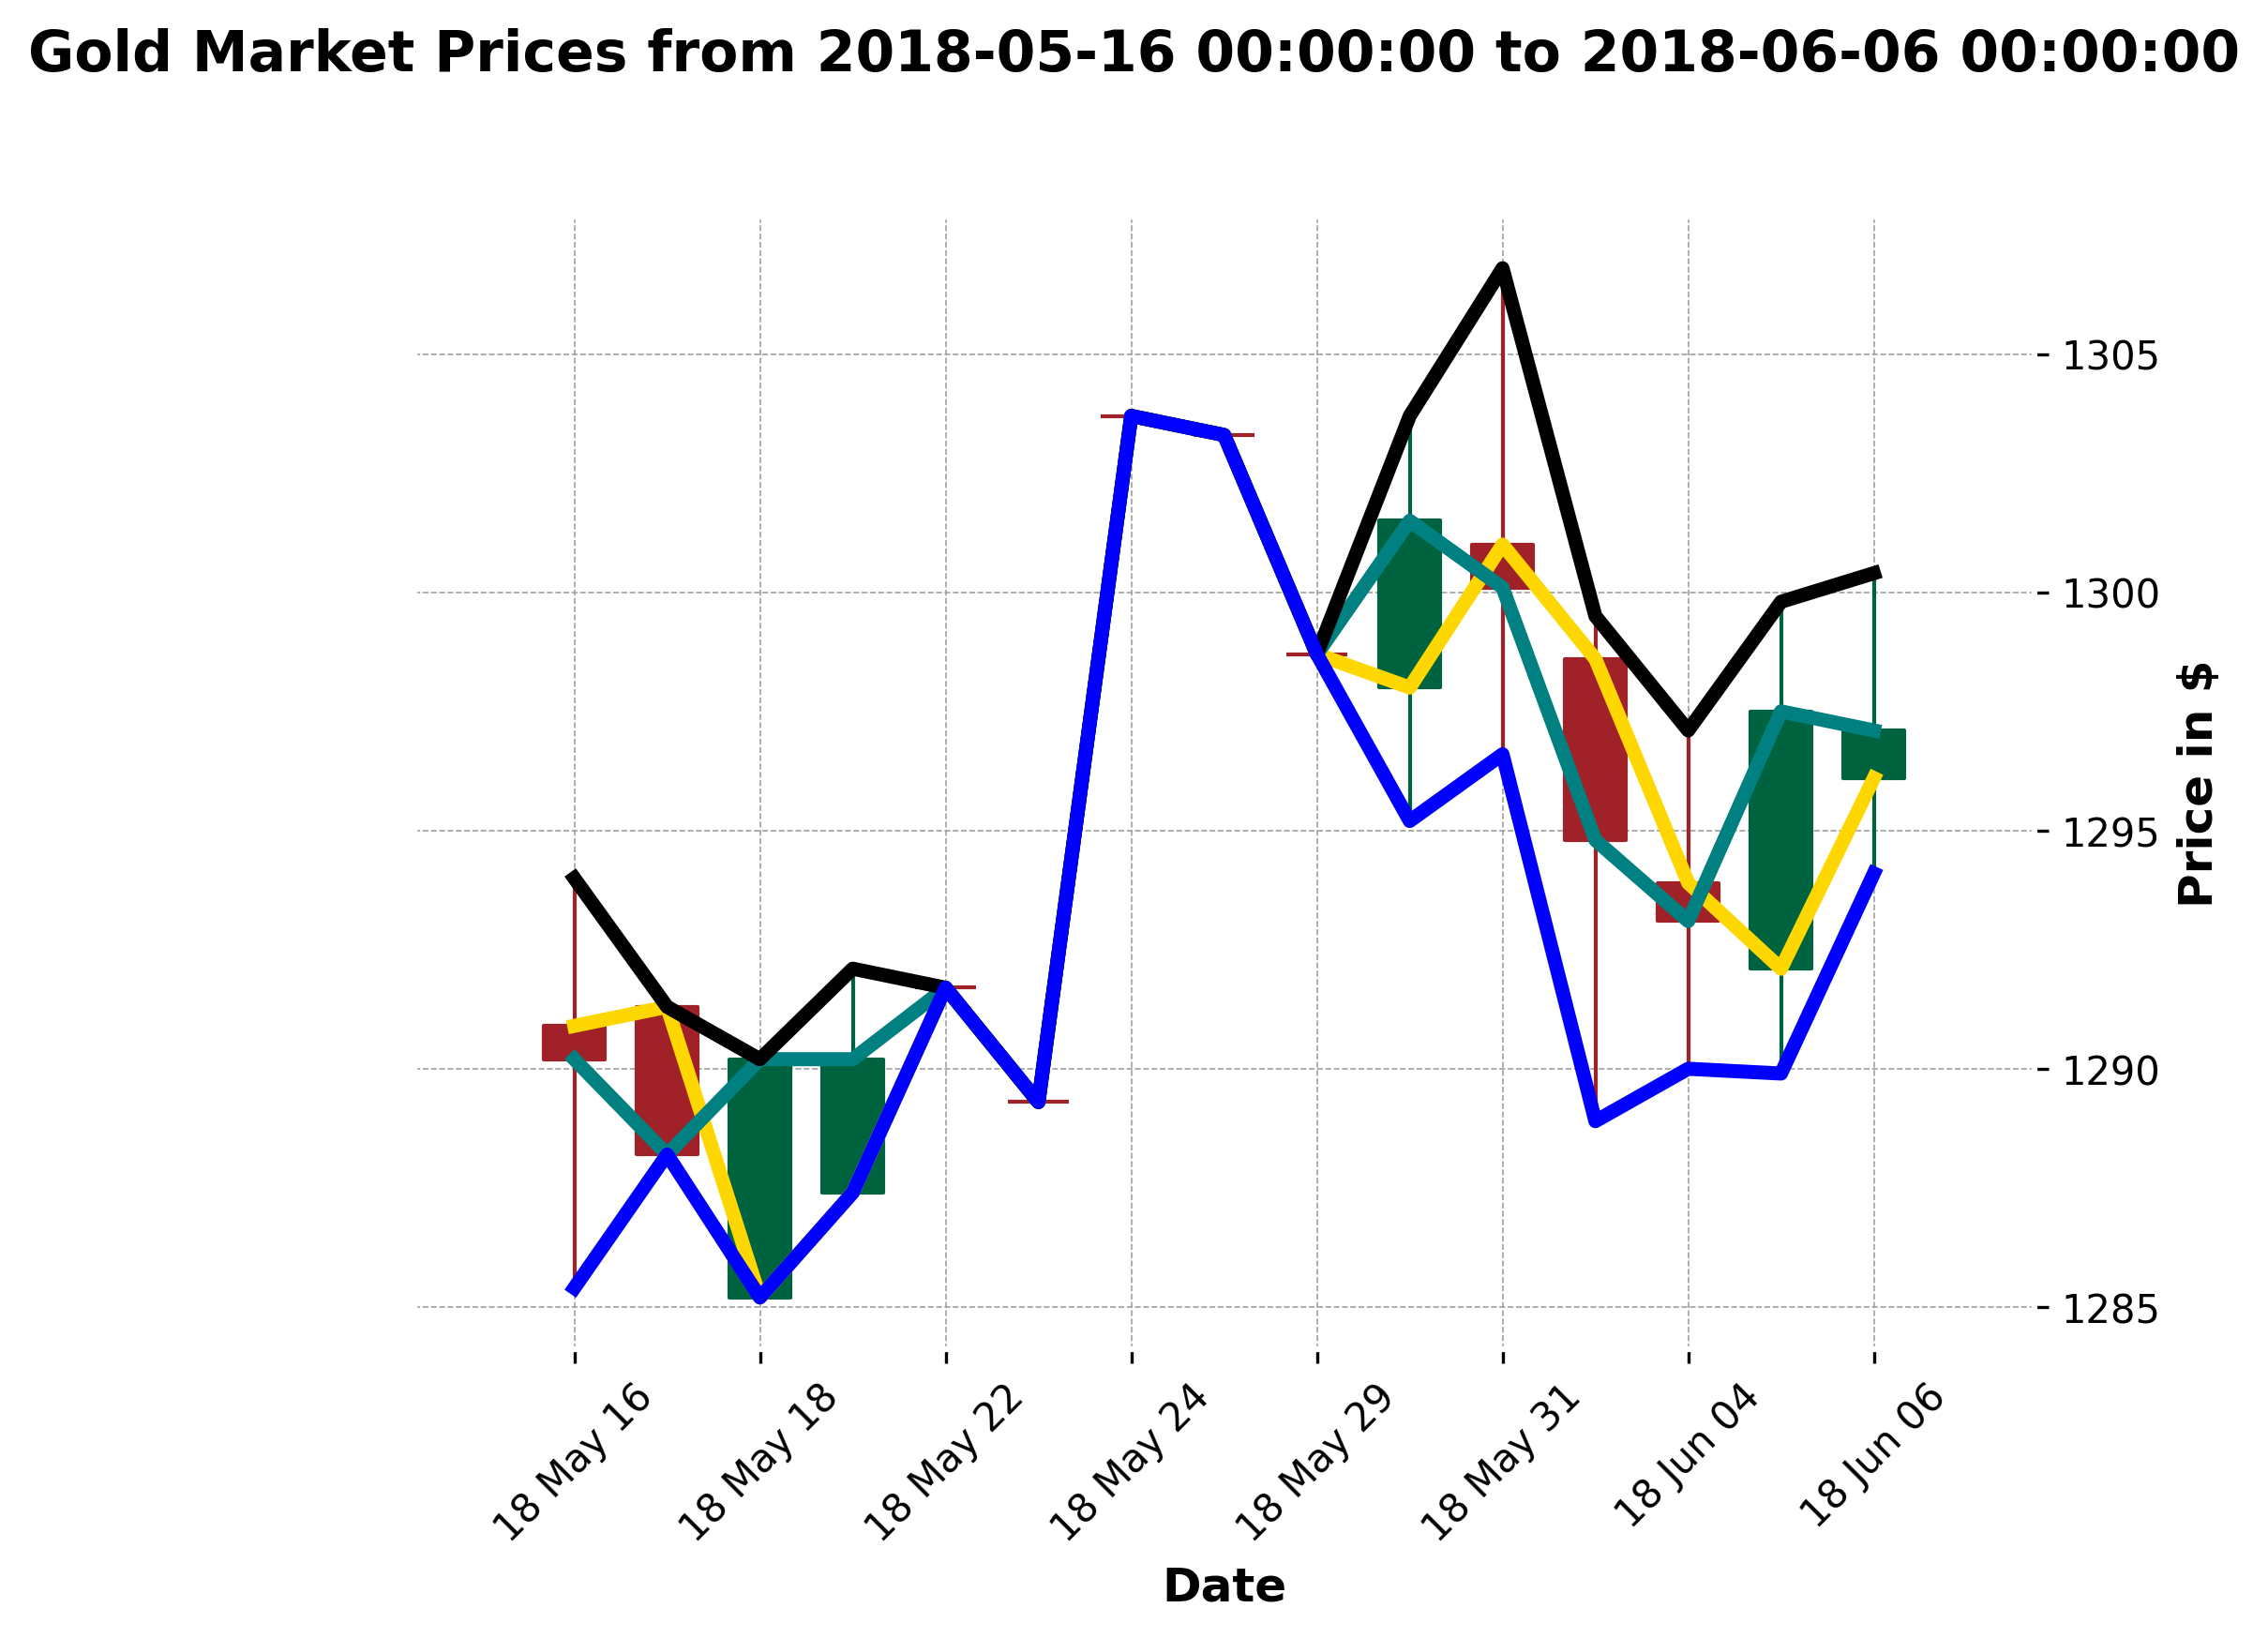 Gold Market Prices from 2018-05-16 00:00:00 to 2018-06-06 00:00:00
1305
1300
1295
1290
1285
Price in $
18 May 16
18 May 18
18 May 22
18 May 24
18 May 29
18 May 31
18 Jun 04
18 Jun 06
Date